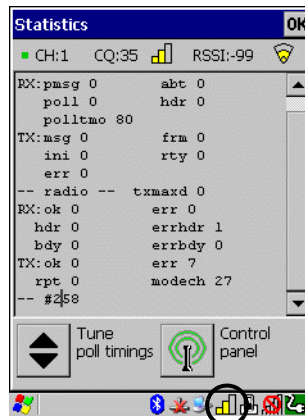 Statistics OK
CH:1 CQ:35 RSSI:-99
RX:pmsg 0 abt 0
poll 0 hdr 0
polltmo 80
TX:msg 0 frm 0
ini 0 rty 0
err 0
-- radio -- txmaxd 0
RX:ok 0 err 0
hdr 0 errhdr 1
bdy 0 errbdy 0
TX:ok 0 err 7
rpt 0 modech 27
-- #258
Tune Control
poll timings panel